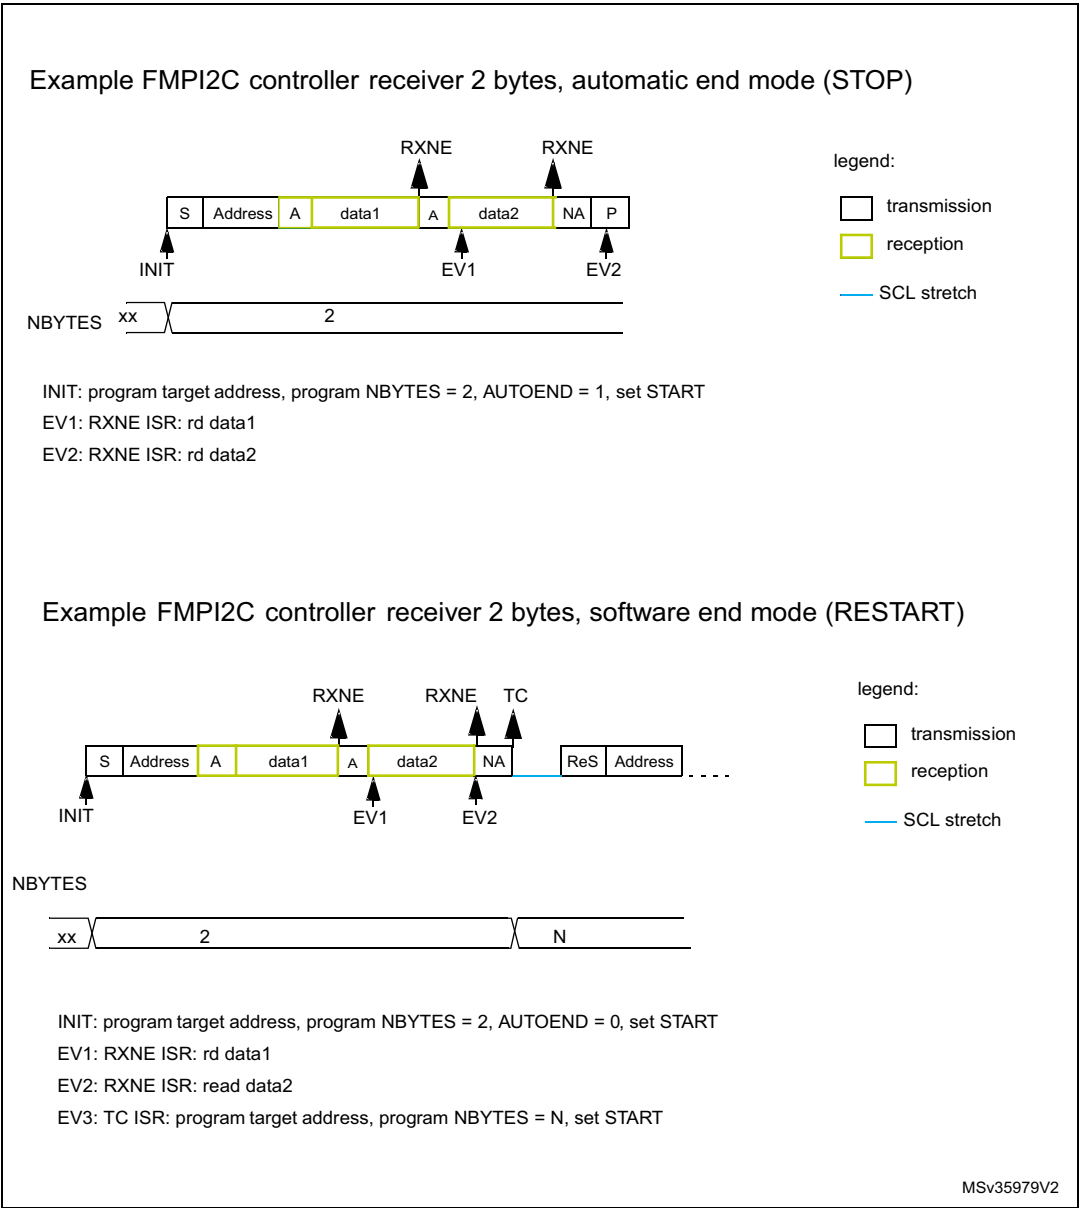 Example FMPI2C controller receiver 2 bytes, automatic end mode (STOP)
RXNE RXNE
legend:
S Address A data1 A data2 NA P
transmission
reception
INIT EV1 EV2
SCL stretch
NBYTES xx 2
INIT: program target address, program NBYTES = 2, AUTOEND = 1, set START
EV1: RXNE ISR: rd data1
EV2: RXNE ISR: rd data2
Example FMPI2C controller receiver 2 bytes, software end mode (RESTART)
RXNE RXNE TC
legend:
S Address A data1 A data2 NA ReS Address
transmission
reception
INIT EV1 EV2
SCL stretch
NBYTES
xx 2 N
INIT: program target address, program NBYTES = 2, AUTOEND = 0, set START
EV1: RXNE ISR: rd data1
EV2: RXNE ISR: read data2
EV3: TC ISR: program target address, program NBYTES = N, set START
MSv35979V2